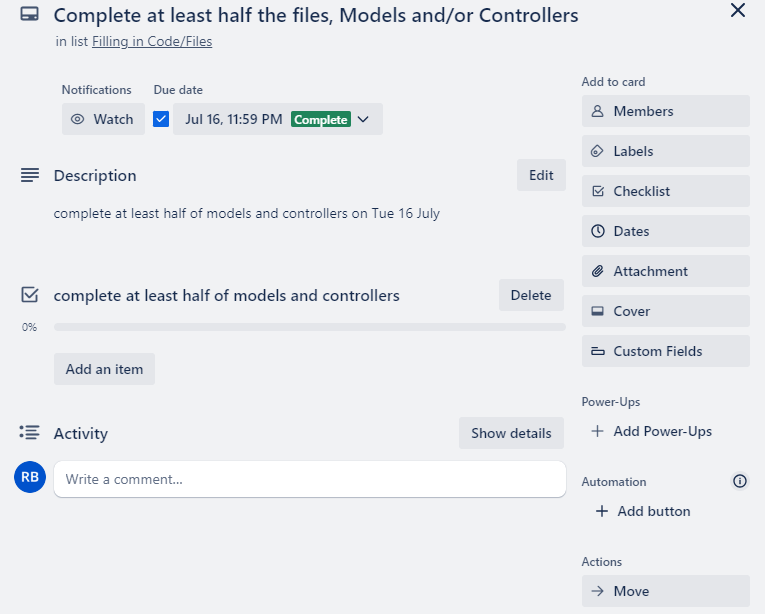 Complete at least half the files, Models and/or Controllers
in list Filling in Code/Files
Notifications
Due date
Watch
Jul 16, 11:59 PM Complete
Description
Edit
complete at least half of models and controllers on Tue 16 July
complete at least half of models and controllers
Delete
0%
Add an item
Activity
Show details
RB
Write a comment...
Add to card
Members
Labels
Checklist
Dates
Attachment
Cover
Custom Fields
Power-Ups
Add Power-Ups
Automation
Add button
Actions
Move